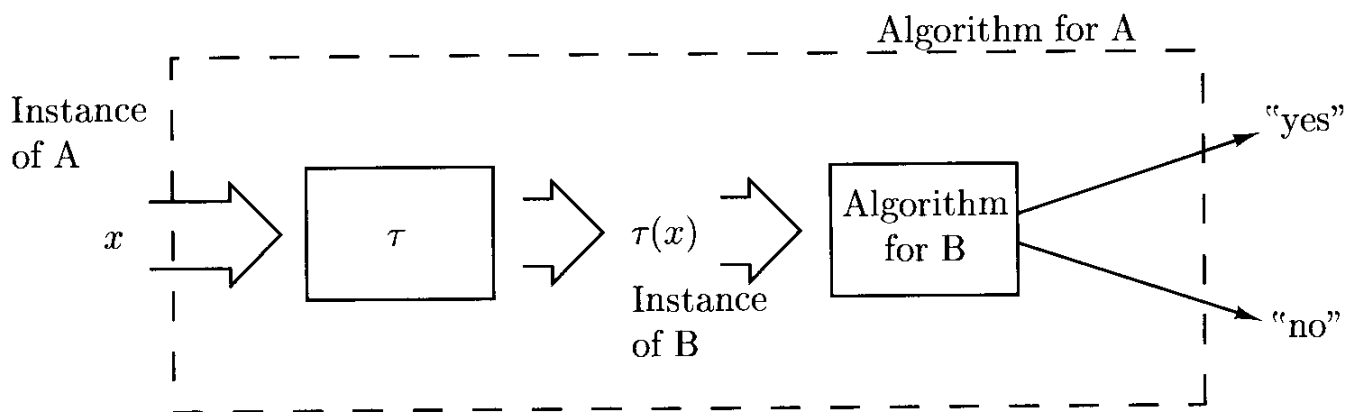 Algorithm for A
Instance
of A
x
τ
τ(x)
Instance
of B
Algorithm
for B
“yes”
“no”